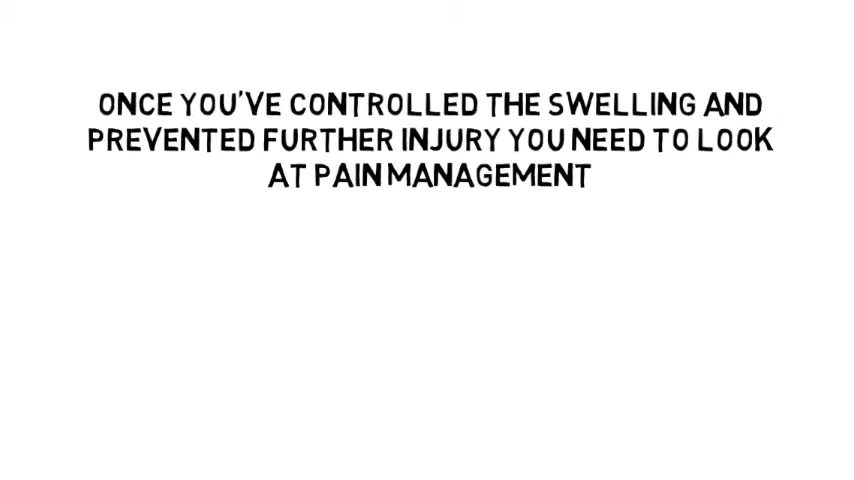 ONCE YOU'VE CONTROLLED THE SWELLING AND
PREVENTED FURTHER INJURY YOU NEED TO LOOK
AT PAIN MANAGEMENT